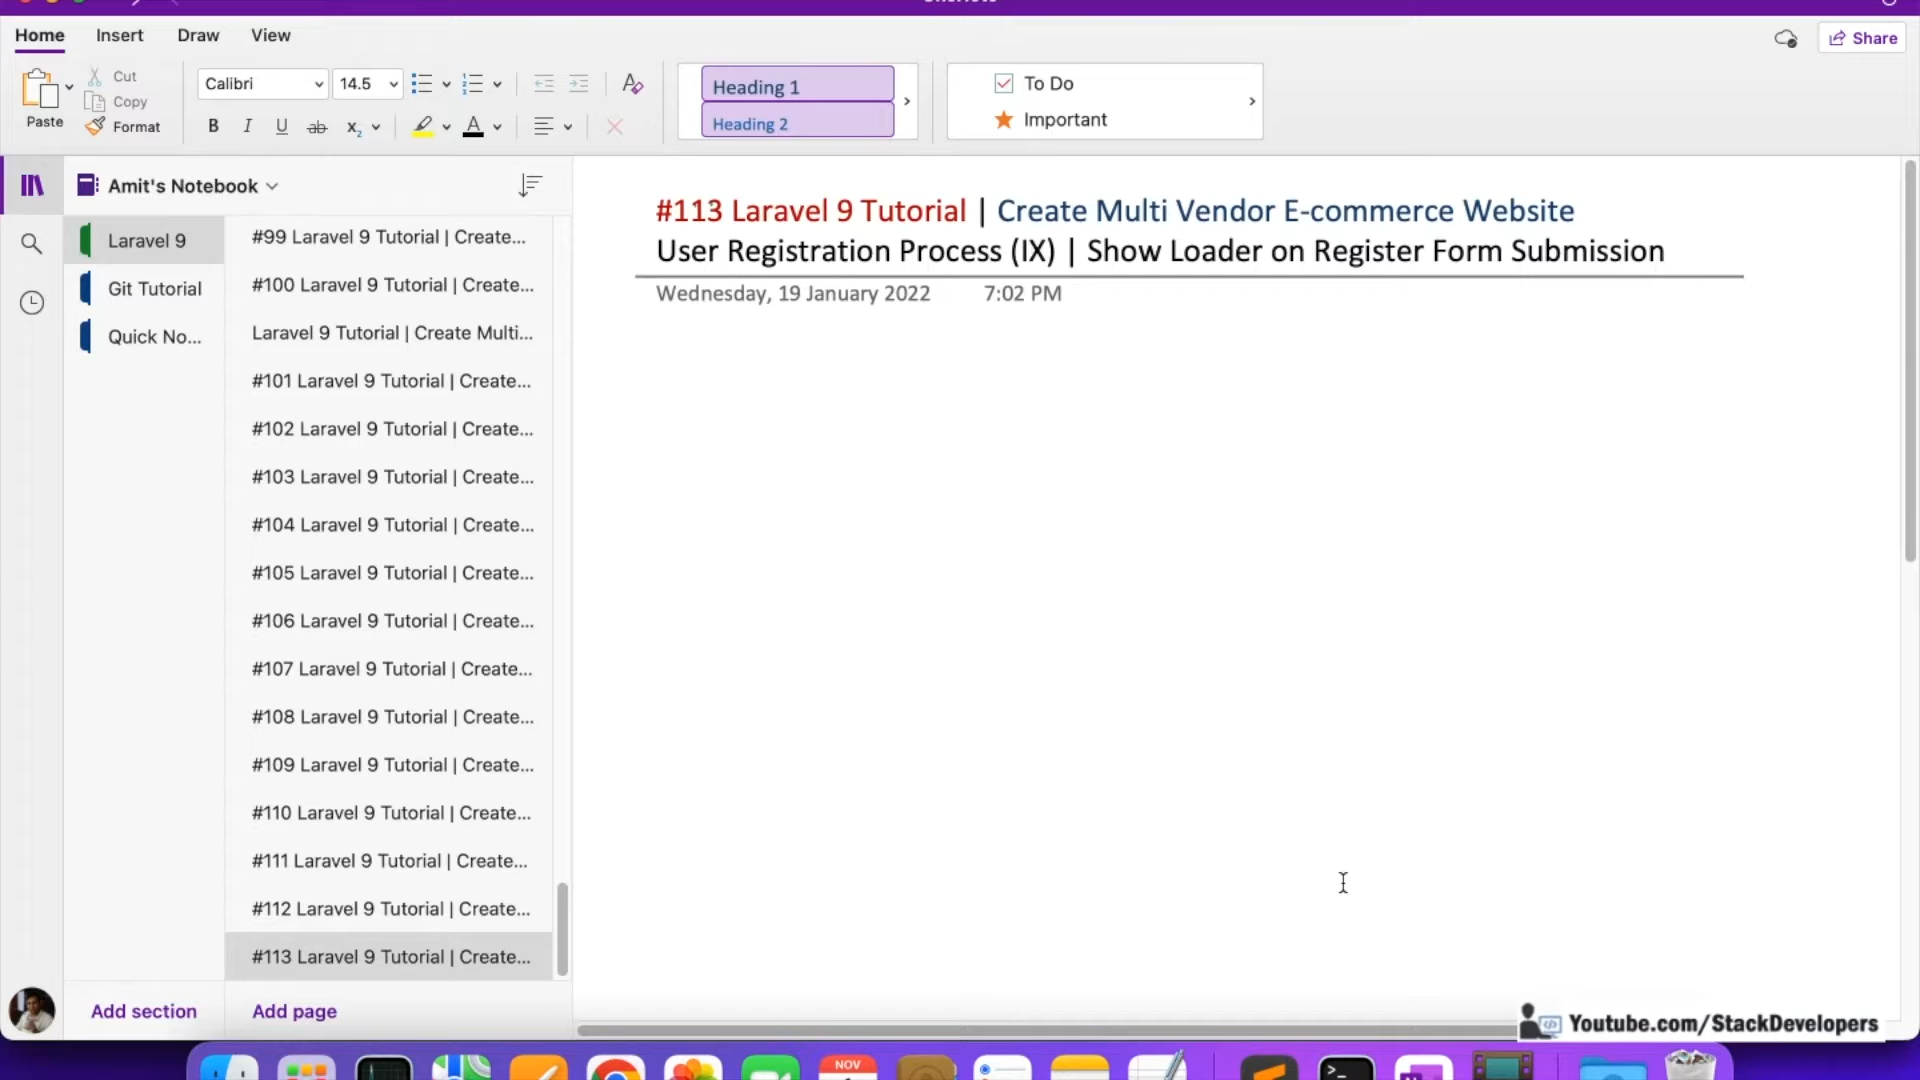 Home Insert Draw View
Share
Paste
Cut
Copy
Format
Calibri 14.5
B I U ab X₂ A
Heading 1
Heading 2
To Do
Important
Amit's Notebook
Laravel 9
Git Tutorial
Quick No...
#99 Laravel 9 Tutorial | Create...
#100 Laravel 9 Tutorial | Create...
Laravel 9 Tutorial | Create Multi...
#101 Laravel 9 Tutorial | Create...
#102 Laravel 9 Tutorial | Create...
#103 Laravel 9 Tutorial | Create...
#104 Laravel 9 Tutorial | Create...
#105 Laravel 9 Tutorial | Create...
#106 Laravel 9 Tutorial | Create...
#107 Laravel 9 Tutorial | Create...
#108 Laravel 9 Tutorial | Create...
#109 Laravel 9 Tutorial | Create...
#110 Laravel 9 Tutorial | Create...
#111 Laravel 9 Tutorial | Create...
#112 Laravel 9 Tutorial | Create...
#113 Laravel 9 Tutorial | Create...
Add section
Add page
#113 Laravel 9 Tutorial | Create Multi Vendor E-commerce Website
User Registration Process (IX) | Show Loader on Register Form Submission
Wednesday, 19 January 2022 7:02 PM
Youtube.com/StackDevelopers
NOV